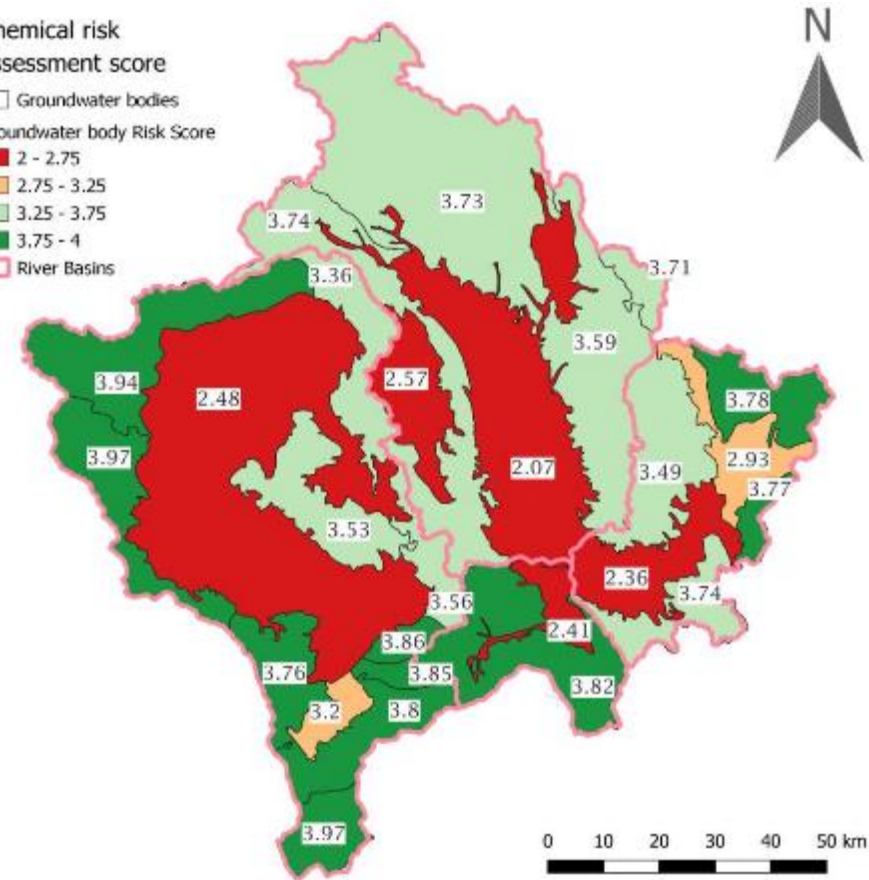 hemical risk
ssessment score
Groundwater bodies
oundwater body Risk Score
2 - 2.75
2.75 - 3.25
3.25 - 3.75
3.75 - 4
River Basins
N
3.73
3.74
3.71
3.36
3.59
2.57
3.94
2.48
3.78
3.97
2.07
3.49
2.93
3.77
3.53
2.36
3.74
3.56
2.41
3.86
3.76
3.85
3.82
3.2
3.8
3.97
0 10 20 30 40 50 km